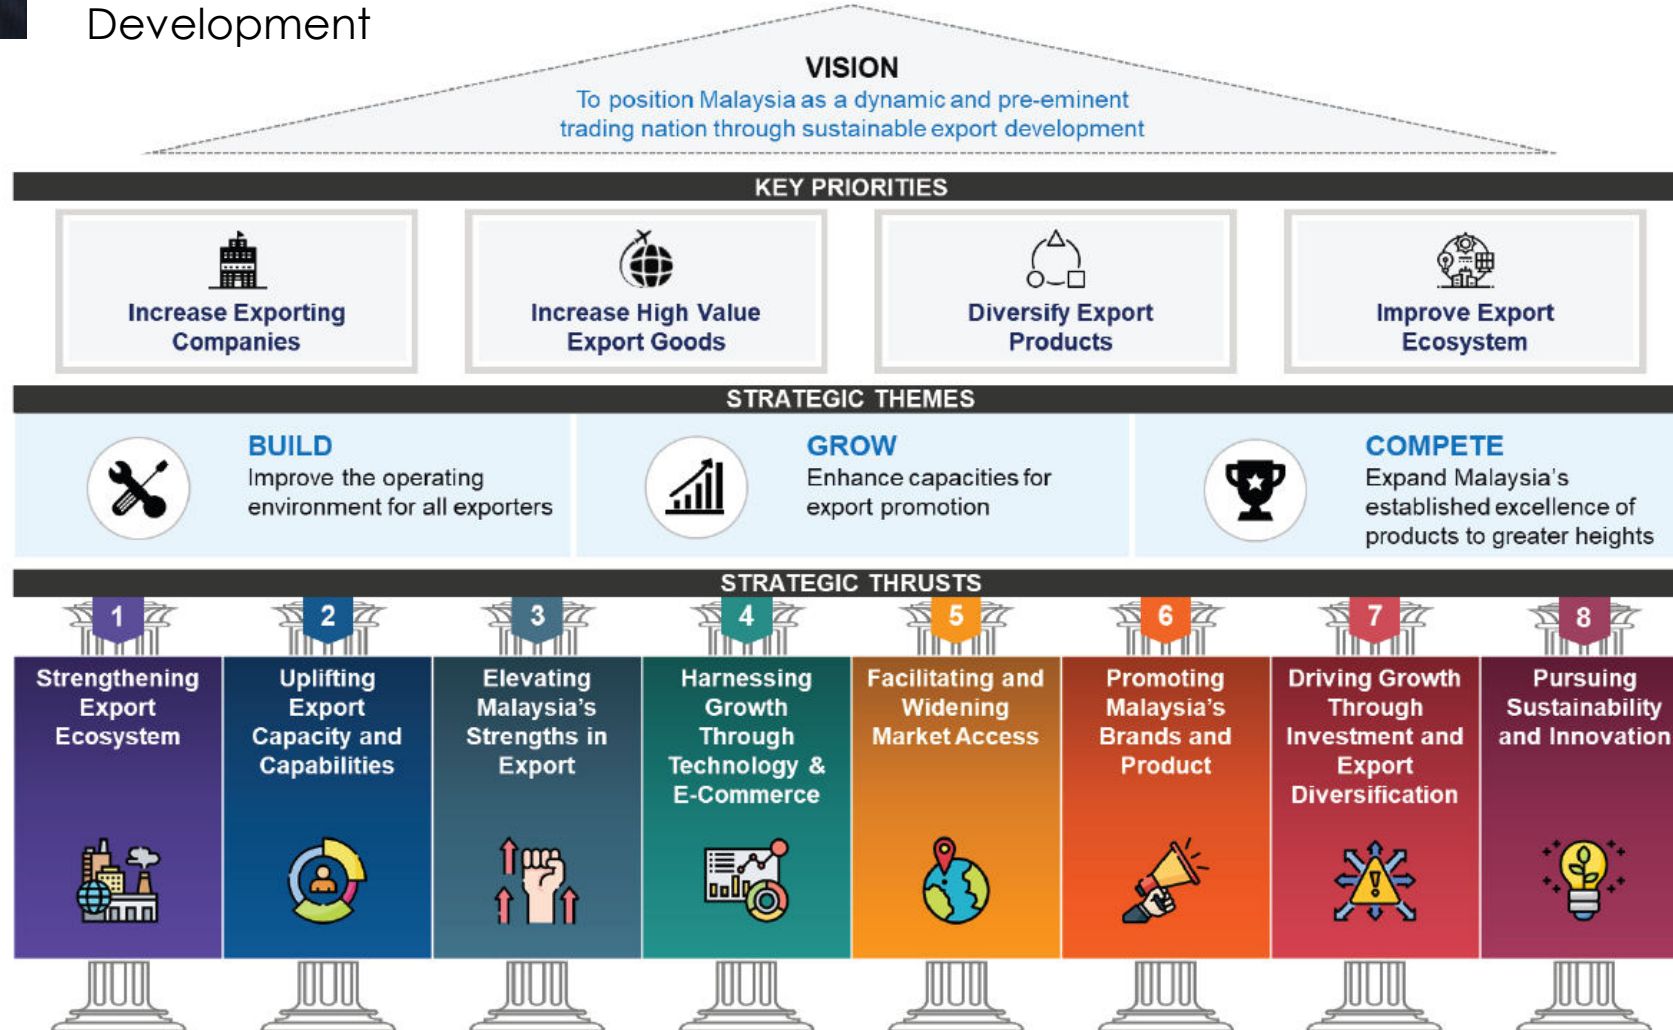 Development
VISION
To position Malaysia as a dynamic and pre-eminent
trading nation through sustainable export development
KEY PRIORITIES
Increase Exporting
Companies
Increase High Value
Export Goods
Diversify Export
Products
Improve Export
Ecosystem
STRATEGIC THEMES
BUILD
Improve the operating
environment for all exporters
GROW
Enhance capacities for
export promotion
COMPETE
Expand Malaysia's
established excellence of
products to greater heights
STRATEGIC THRUSTS
1
Strengthening
Export
Ecosystem
2
Uplifting
Export
Capacity and
Capabilities
3
Elevating
Malaysia's
Strengths in
Export
4
Harnessing
Growth
Through
Technology &
E-Commerce
5
Facilitating and
Widening
Market Access
6
Promoting
Malaysia's
Brands and
Product
7
Driving Growth
Through
Investment and
Export
Diversification
8
Pursuing
Sustainability
and Innovation